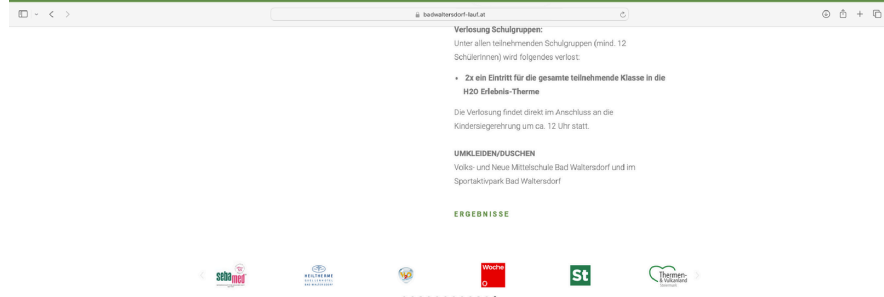 badwaltersdorf-lauf.at
Verlosung Schulgruppen:
Unter allen teilnehmenden Schulgruppen (mind. 12
SchülerInnen) wird folgendes verlost:
• 2x ein Eintritt für die gesamte teilnehmende Klasse in die
H2O Erlebnis-Therme
Die Verlosung findet direkt im Anschluss an die
Kindersiegerehrung um ca. 12 Uhr statt.
UMKLEIDEN/DUSCHEN
Volks- und Neue Mittelschule Bad Waltersdorf und im
Sportaktivpark Bad Waltersdorf
ERGEBNISSE
sebamed
HEILTHERME
Woche
O
St
Thermen-
& Vulkanland